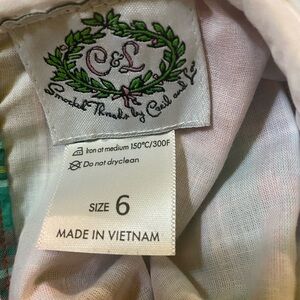 C&L
Smocked Threads by Cecil and Lou
Iron at medium 150°C/300F
Do not dryclean
SIZE 6
MADE IN VIETNAM